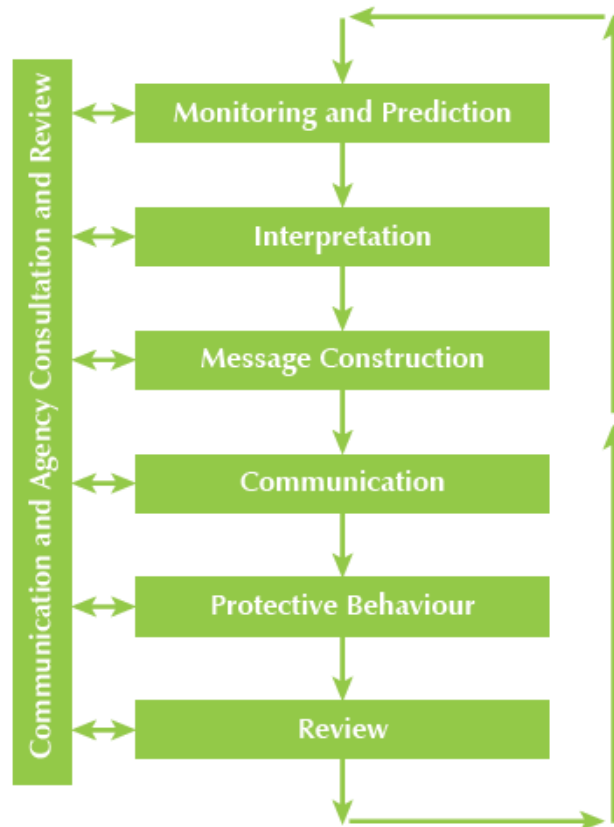 Communication and Agency Consultation and Review
Monitoring and Prediction
Interpretation
Message Construction
Communication
Protective Behaviour
Review